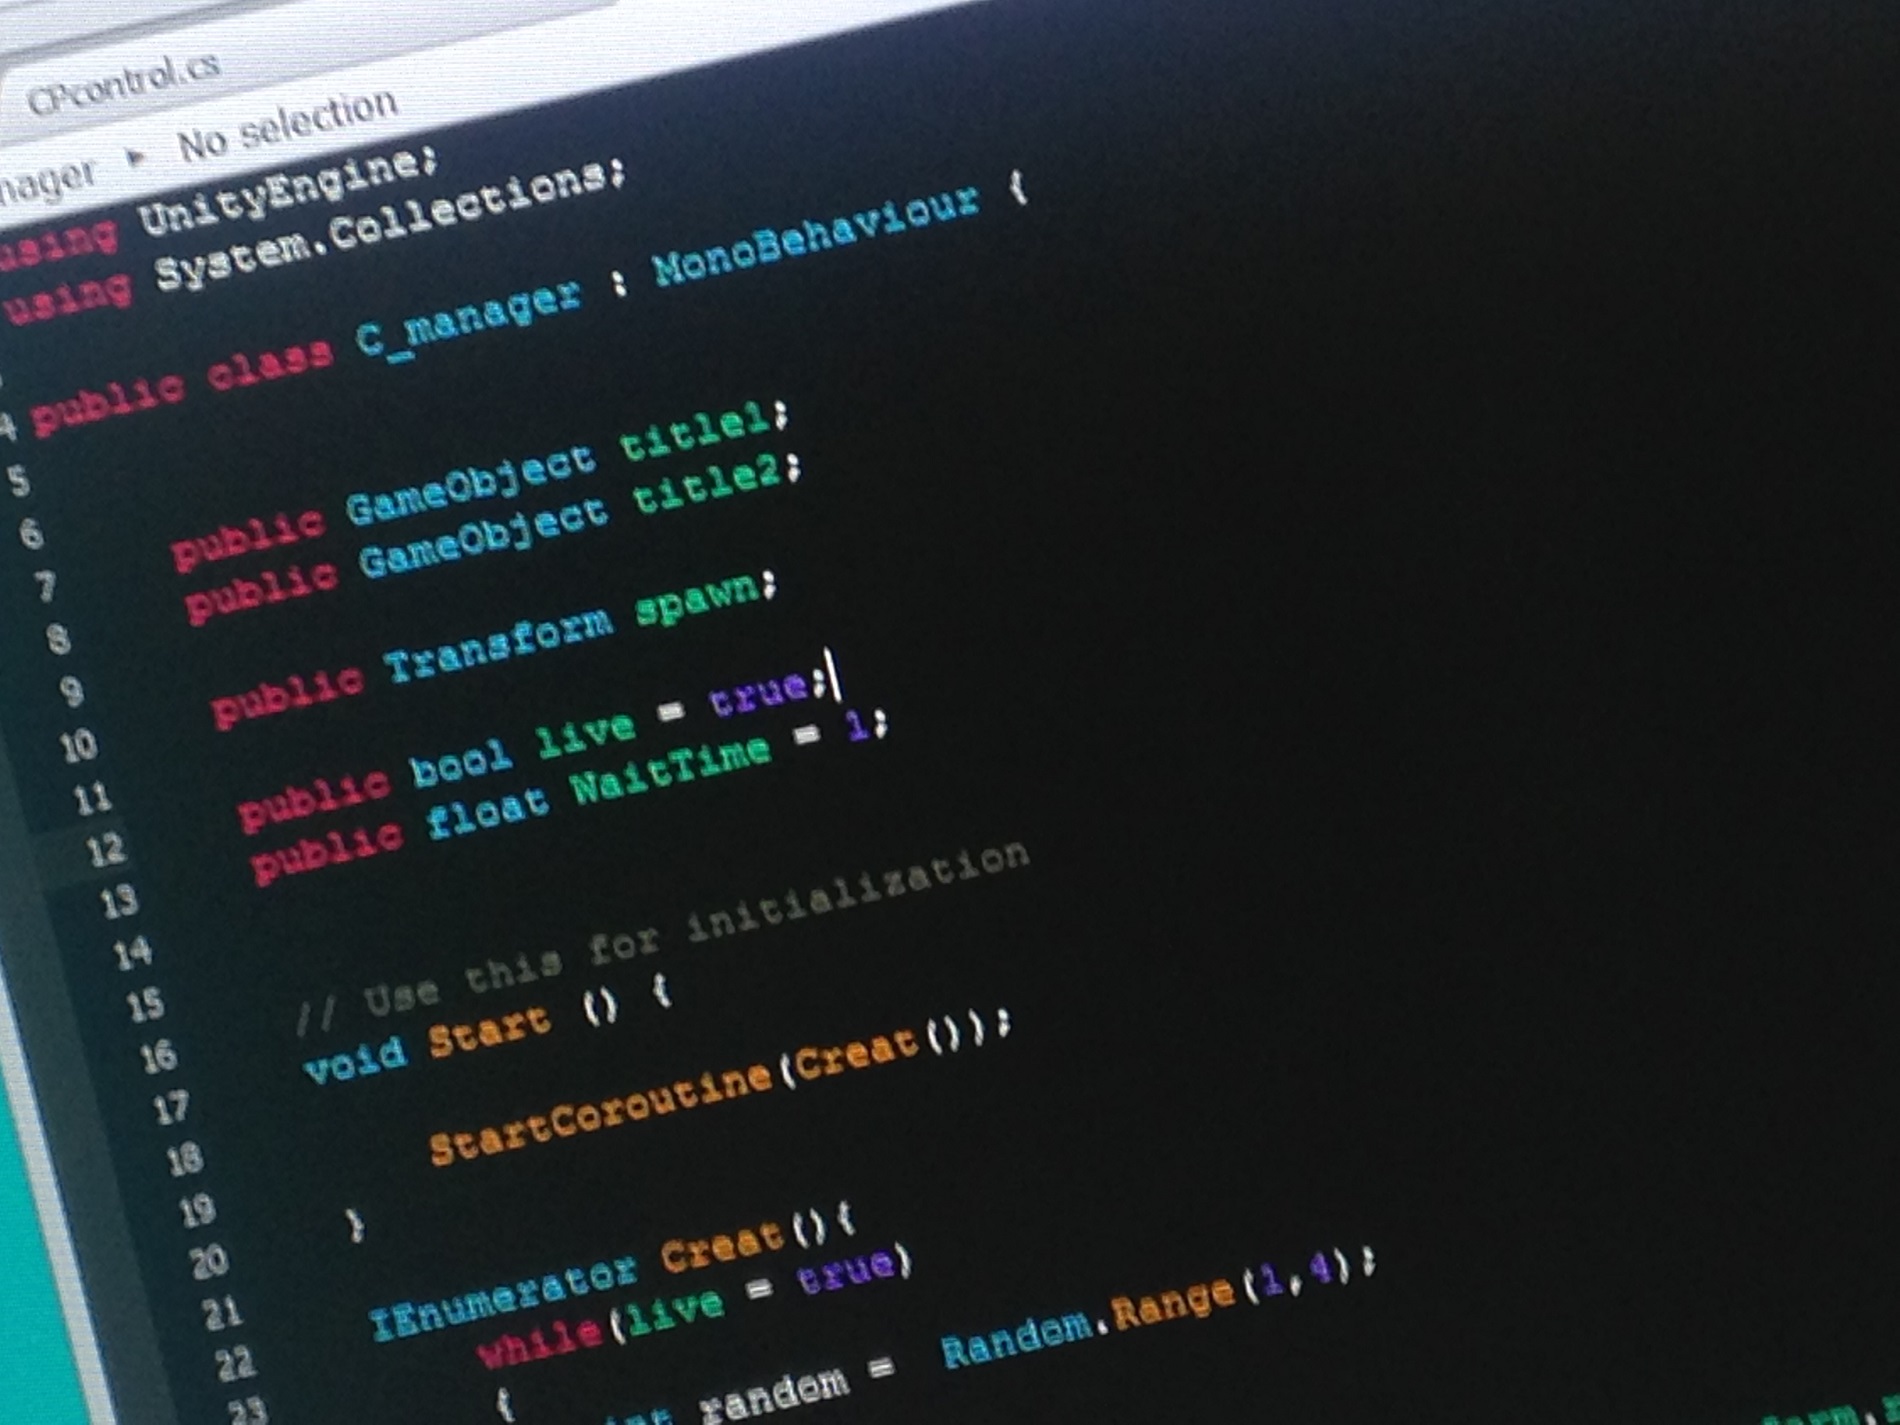 CPcontrol.cs
nager ▸ No selection
using UnityEngine;
using System.Collections;
4 public class C_manager : MonoBehaviour {
5
6 public GameObject title1;
7 public GameObject title2;
8
9 public Transform spawn;
10
11 public bool live = true;
12 public float WaitTime = 1;
13
14
15 // Use this for initialization
16 void Start () {
17
18 StartCoroutine(Creat());
19
20 }
21 IEnumerator Creat(){
22 while(live = true)
23 {
int random = Random.Range(1,4);